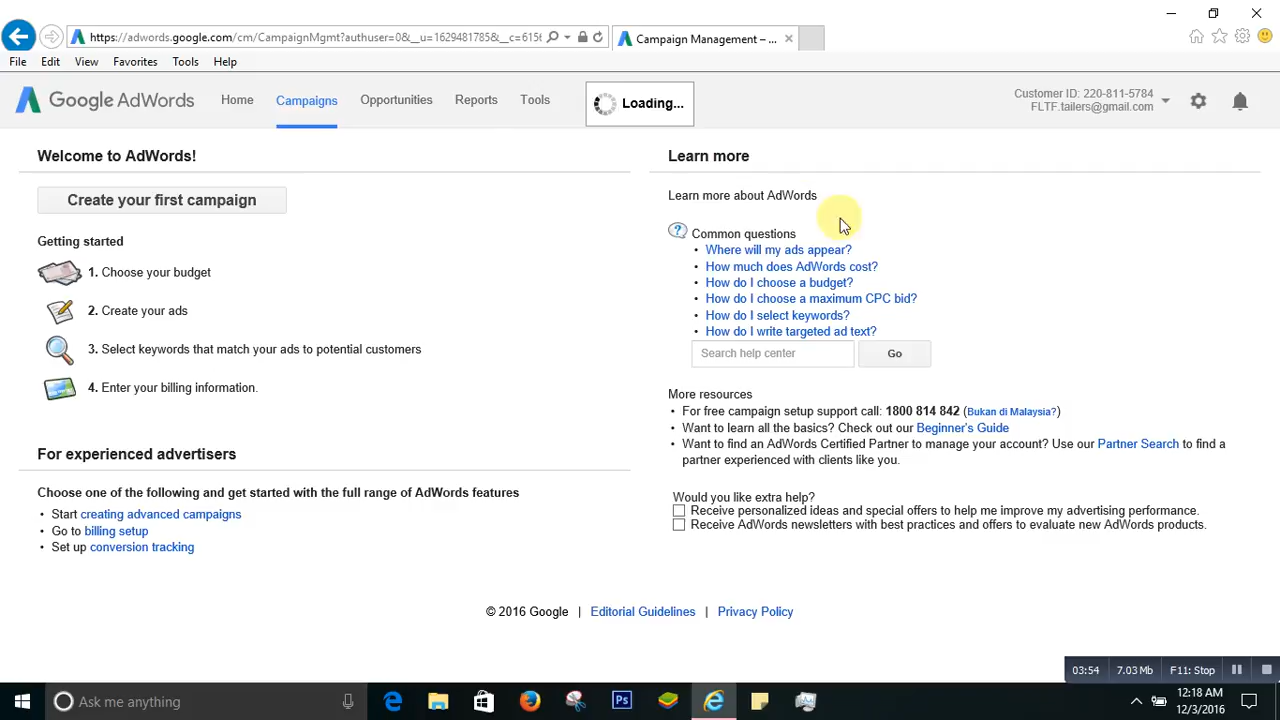 https://adwords.google.com/cm/CampaignMgmt?authuser=0&__u=1629481785&__c=6156
Campaign Management – ...
File Edit View Favorites Tools Help
Google AdWords
Home Campaigns Opportunities Reports Tools
Loading...
Customer ID: 220-811-5784
FLTF.tailers@gmail.com
Welcome to AdWords!
Create your first campaign
Getting started
1. Choose your budget
2. Create your ads
3. Select keywords that match your ads to potential customers
4. Enter your billing information.
For experienced advertisers
Choose one of the following and get started with the full range of AdWords features
• Start creating advanced campaigns
• Go to billing setup
• Set up conversion tracking
Learn more
Learn more about AdWords
Common questions
• Where will my ads appear?
• How much does AdWords cost?
• How do I choose a budget?
• How do I choose a maximum CPC bid?
• How do I select keywords?
• How do I write targeted ad text?
Search help center Go
More resources
• For free campaign setup support call: 1800 814 842 (Bukan di Malaysia?)
• Want to learn all the basics? Check out our Beginner's Guide
• Want to find an AdWords Certified Partner to manage your account? Use our Partner Search to find a
partner experienced with clients like you.
Would you like extra help?
Receive personalized ideas and special offers to help me improve my advertising performance.
Receive AdWords newsletters with best practices and offers to evaluate new AdWords products.
© 2016 Google | Editorial Guidelines | Privacy Policy
03:54 7.03 Mb F11: Stop
Ask me anything
Ps
12:18 AM
12/3/2016